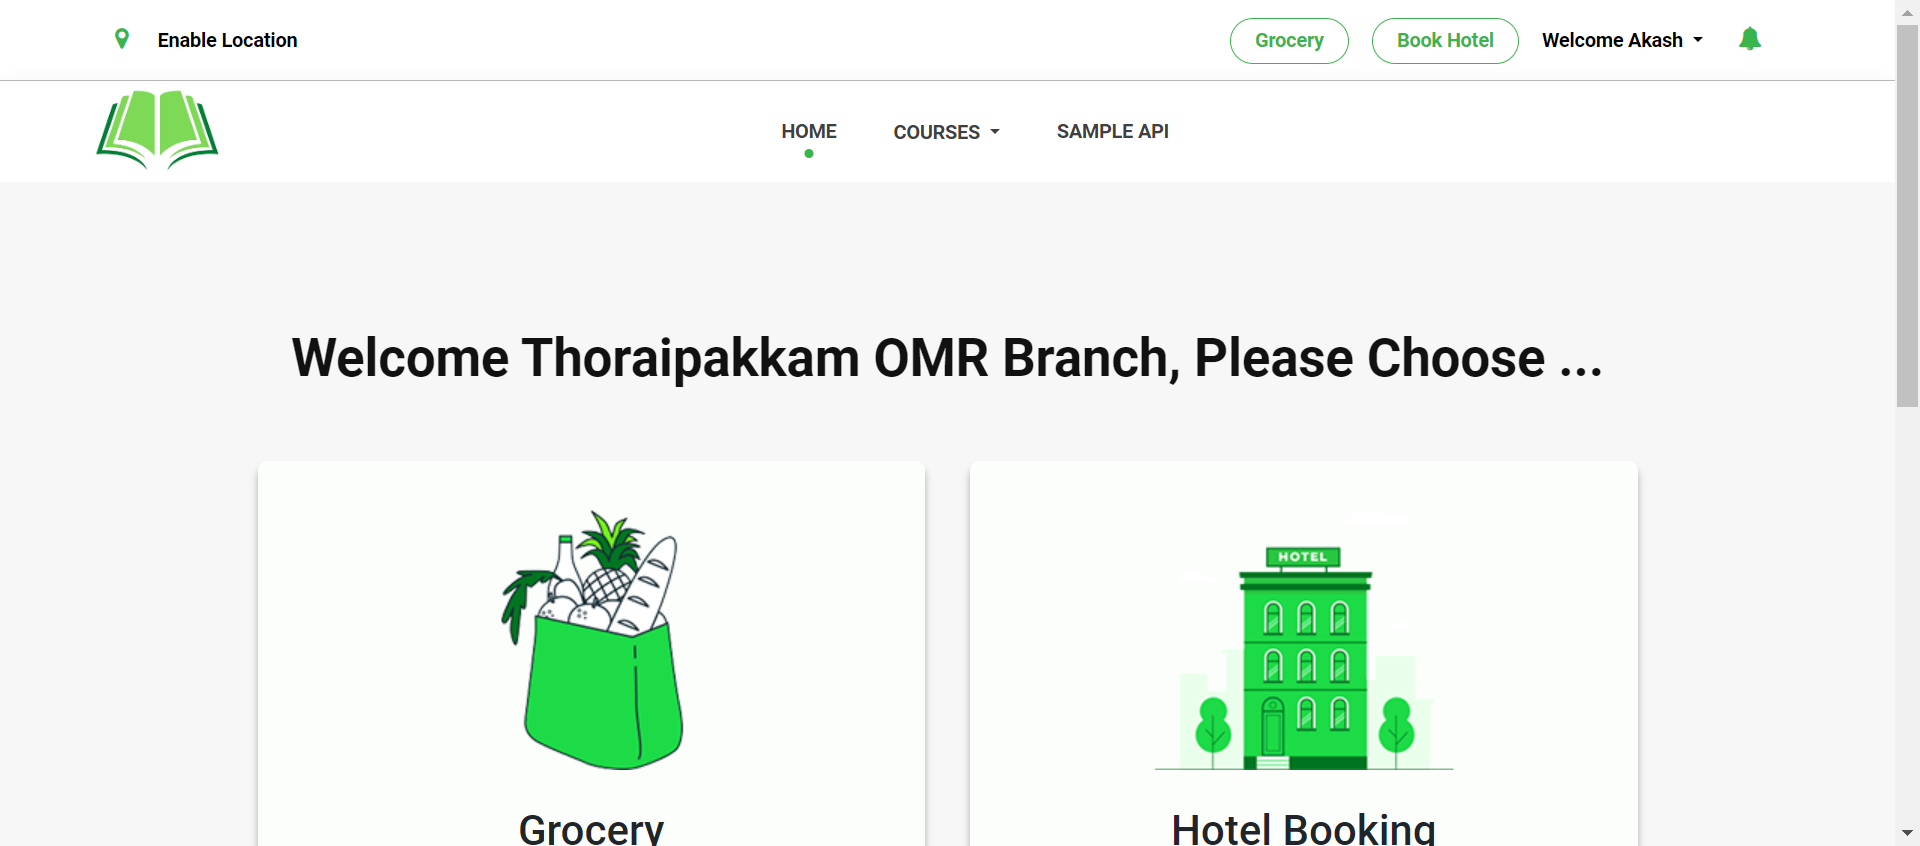 Enable Location
Grocery
Book Hotel
Welcome Akash
HOME
COURSES
SAMPLE API
Welcome Thoraipakkam OMR Branch, Please Choose ...
HOTEL
Grocery
Hotel Booking